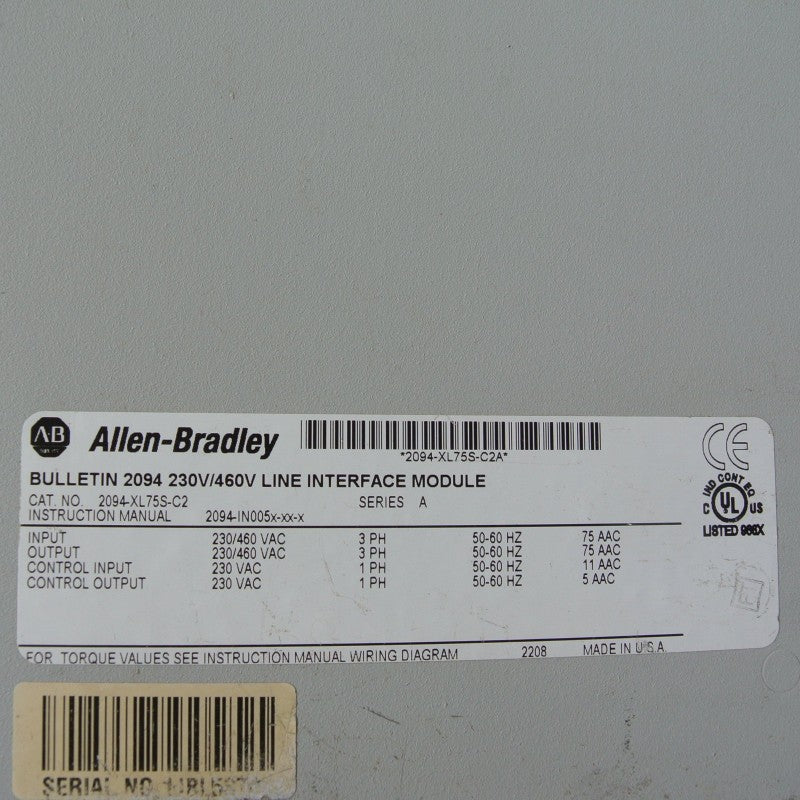 AB Allen-Bradley
*2094-XL75S-C2A*
BULLETIN 2094 230V/460V LINE INTERFACE MODULE
CAT. NO. 2094-XL75S-C2 SERIES A
INSTRUCTION MANUAL 2094-IN005x-xx-x
CE
IND CONT EQ
C UL US
LISTED
INPUT 230/460 VAC 3 PH 50-60 HZ 75 AAC
OUTPUT 230/460 VAC 3 PH 50-60 HZ 75 AAC
CONTROL INPUT 230 VAC 1 PH 50-60 HZ 11 AAC
CONTROL OUTPUT 230 VAC 1 PH 50-60 HZ 5 AAC
FOR TORQUE VALUES SEE INSTRUCTION MANUAL WIRING DIAGRAM 2208 MADE IN U.S.A.
SERIAL NO